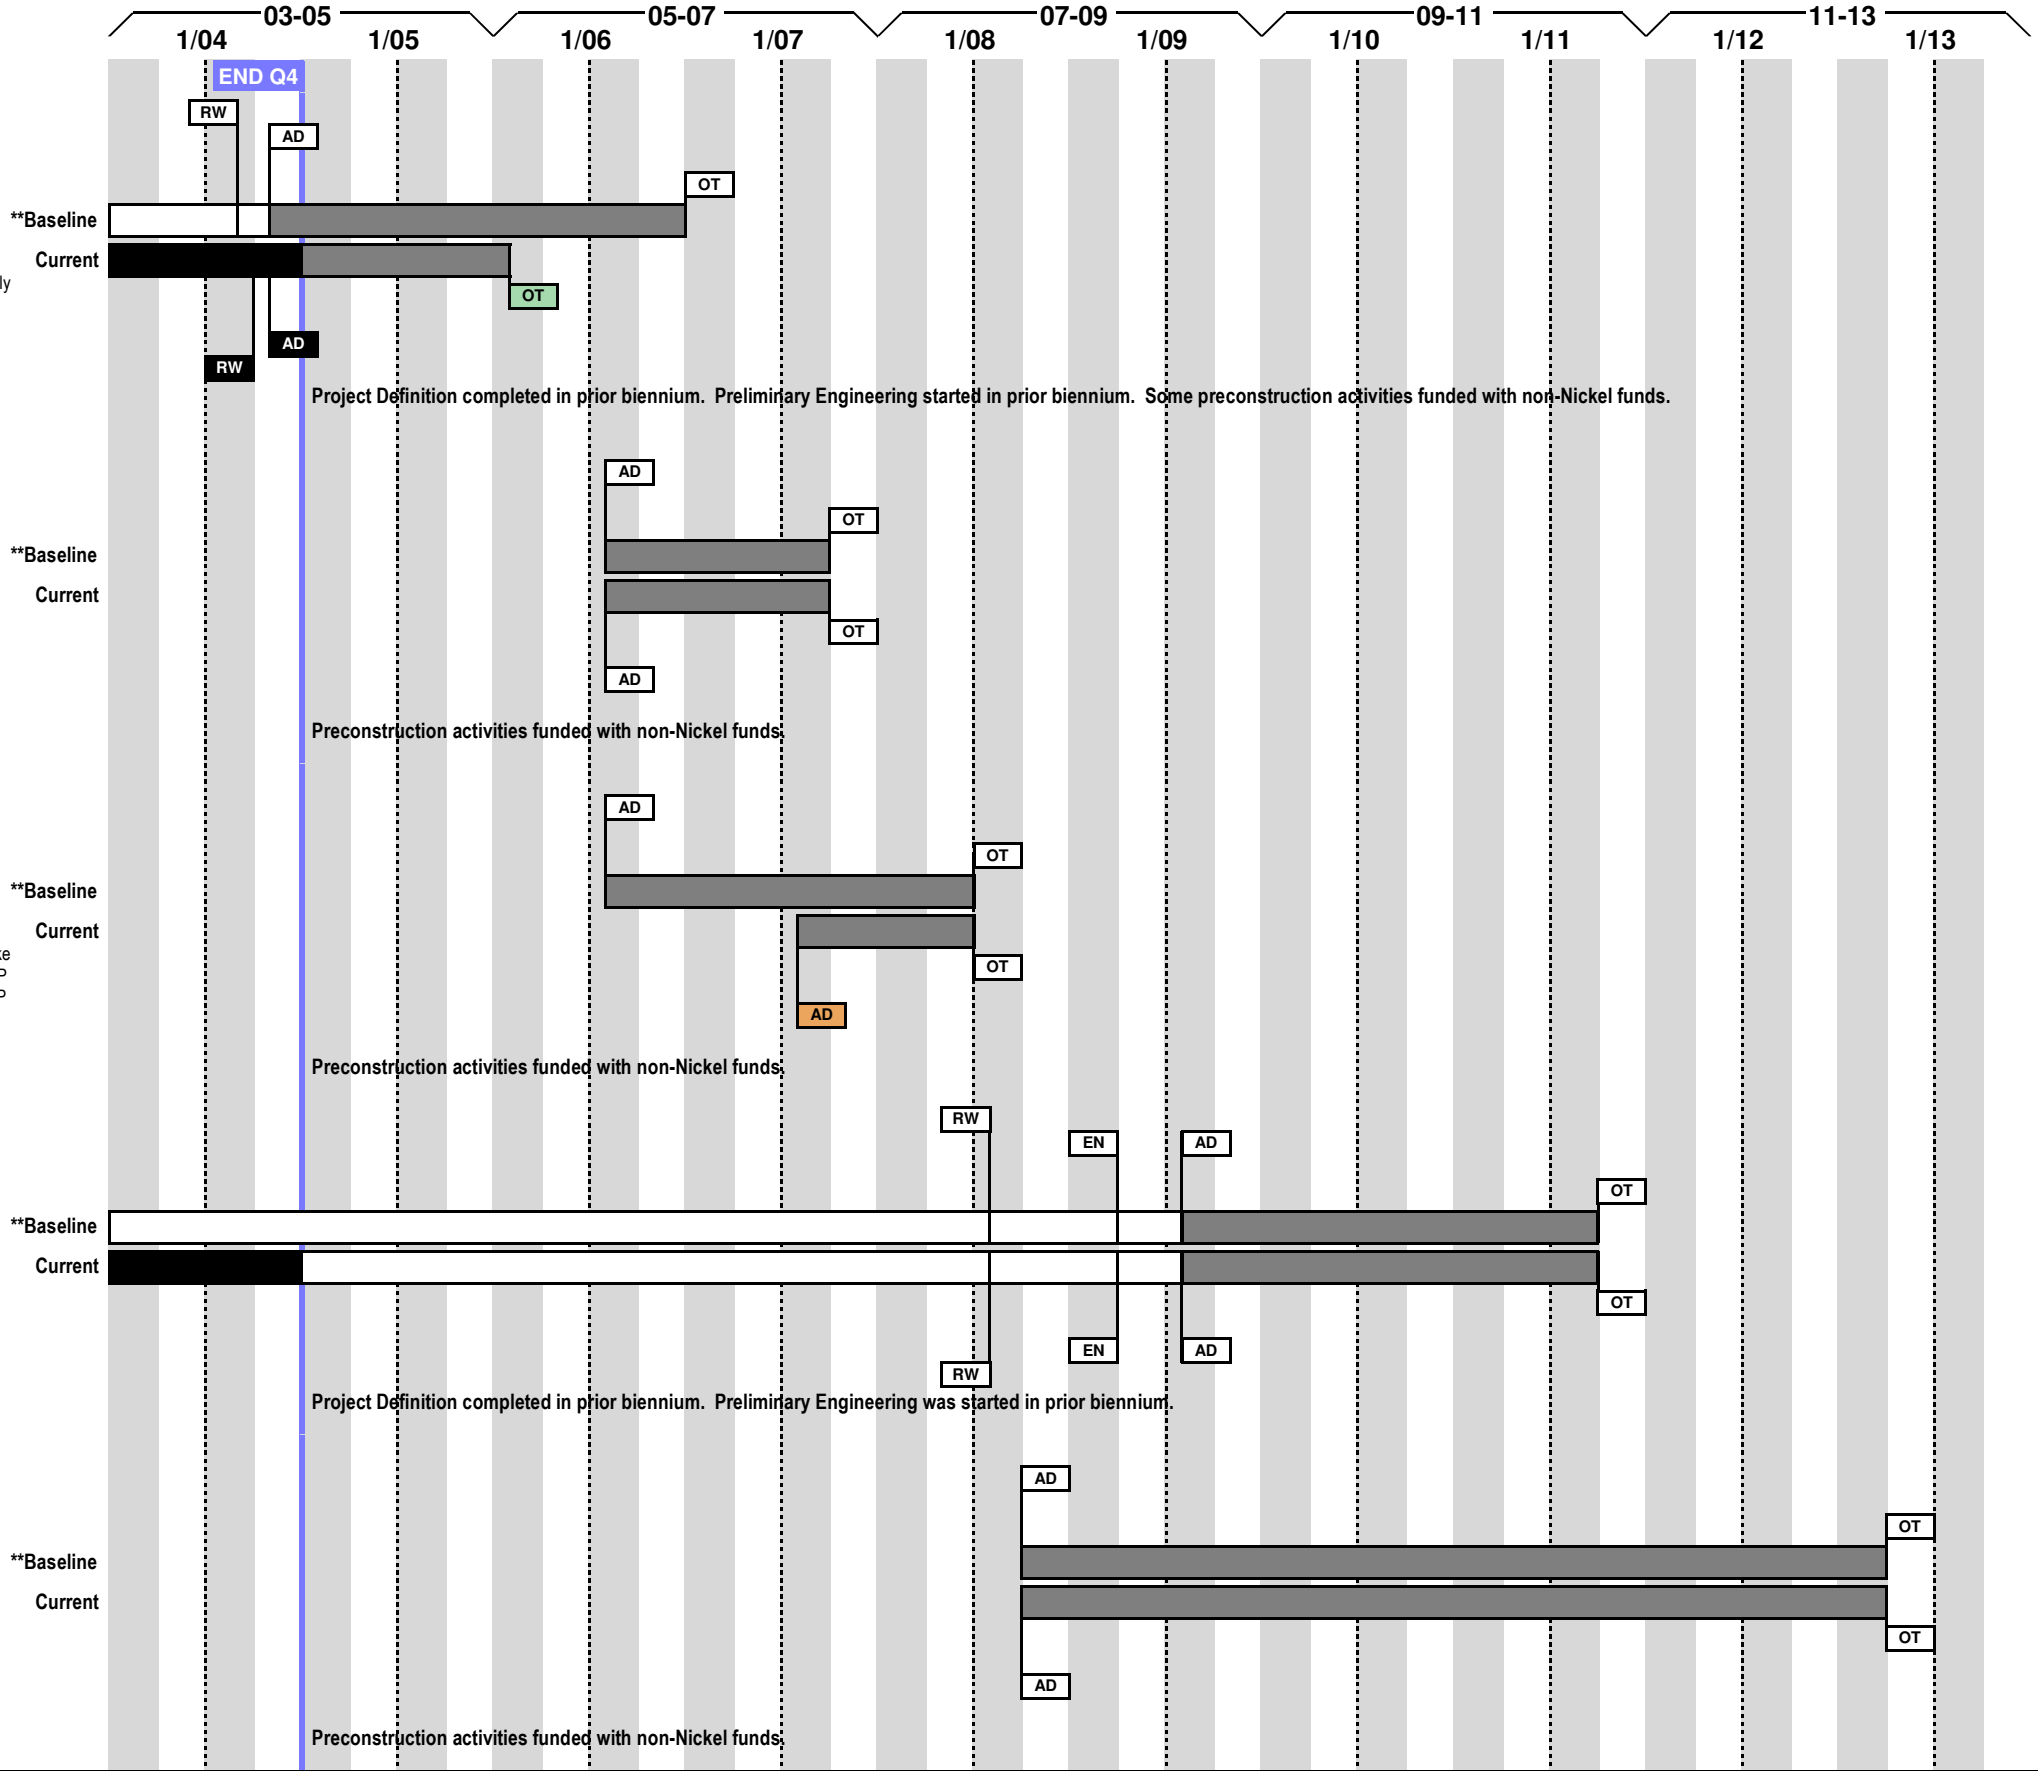 03-05 05-07 07-09 09-11 11-13
1/04 1/05 1/06 1/07 1/08 1/09 1/10 1/11 1/12 1/13
END Q4
RW
AD
OT
**Baseline
Current
ly
OT
AD
RW
Project Definition completed in prior biennium. Preliminary Engineering started in prior biennium. Some preconstruction activities funded with non-Nickel funds.
AD
OT
**Baseline
Current
OT
AD
Preconstruction activities funded with non-Nickel funds.
AD
OT
**Baseline
Current
ke
OT
P
P
AD
Preconstruction activities funded with non-Nickel funds.
RW
EN AD
OT
**Baseline
Current
OT
EN AD
RW
Project Definition completed in prior biennium. Preliminary Engineering was started in prior biennium.
AD
OT
**Baseline
Current
OT
AD
Preconstruction activities funded with non-Nickel funds.